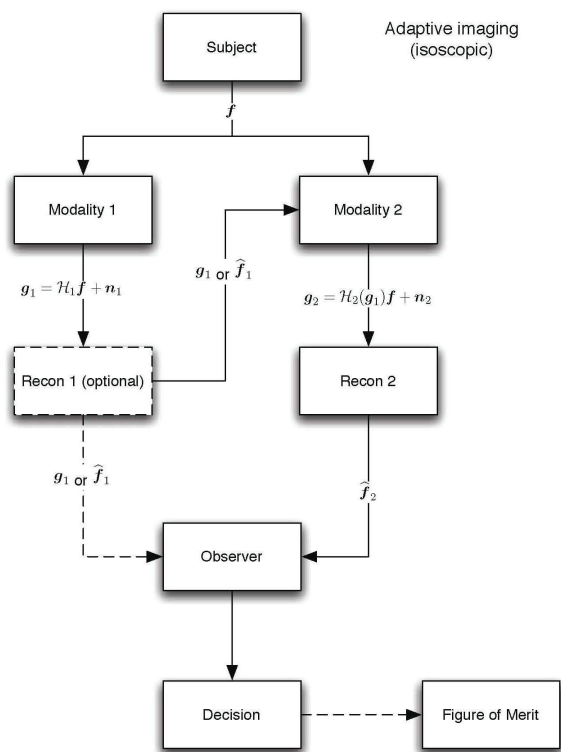 Adaptive imaging
(isoscopic)
Subject
f
Modality 1
Modality 2
g₁ = ℋ₁f + n₁
g₁ or f̂₁
g₂ = ℋ₂(g₁)f + n₂
Recon 1 (optional)
Recon 2
g₁ or f̂₁
f̂₂
Observer
Decision
Figure of Merit